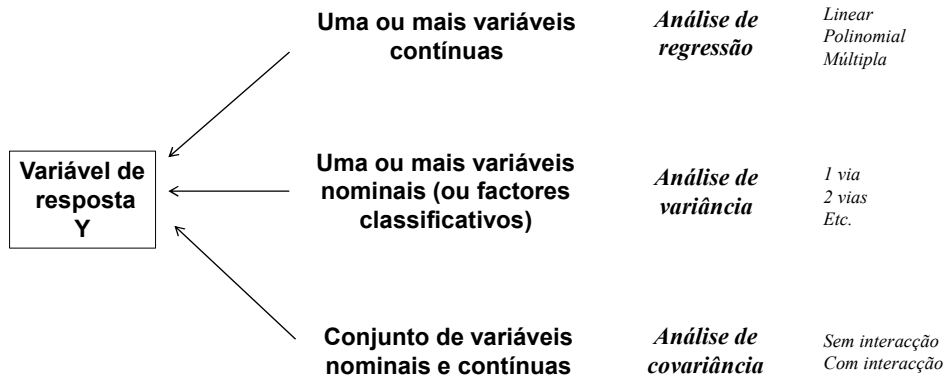 Uma ou mais variáveis
contínuas
Análise de
regressão
Linear
Polinomial
Múltipla
Variável de
resposta
Y
Uma ou mais variáveis
nominais (ou factores
classificativos)
Análise de
variância
1 via
2 vias
Etc.
Conjunto de variáveis
nominais e contínuas
Análise de
covariância
Sem interacção
Com interacção